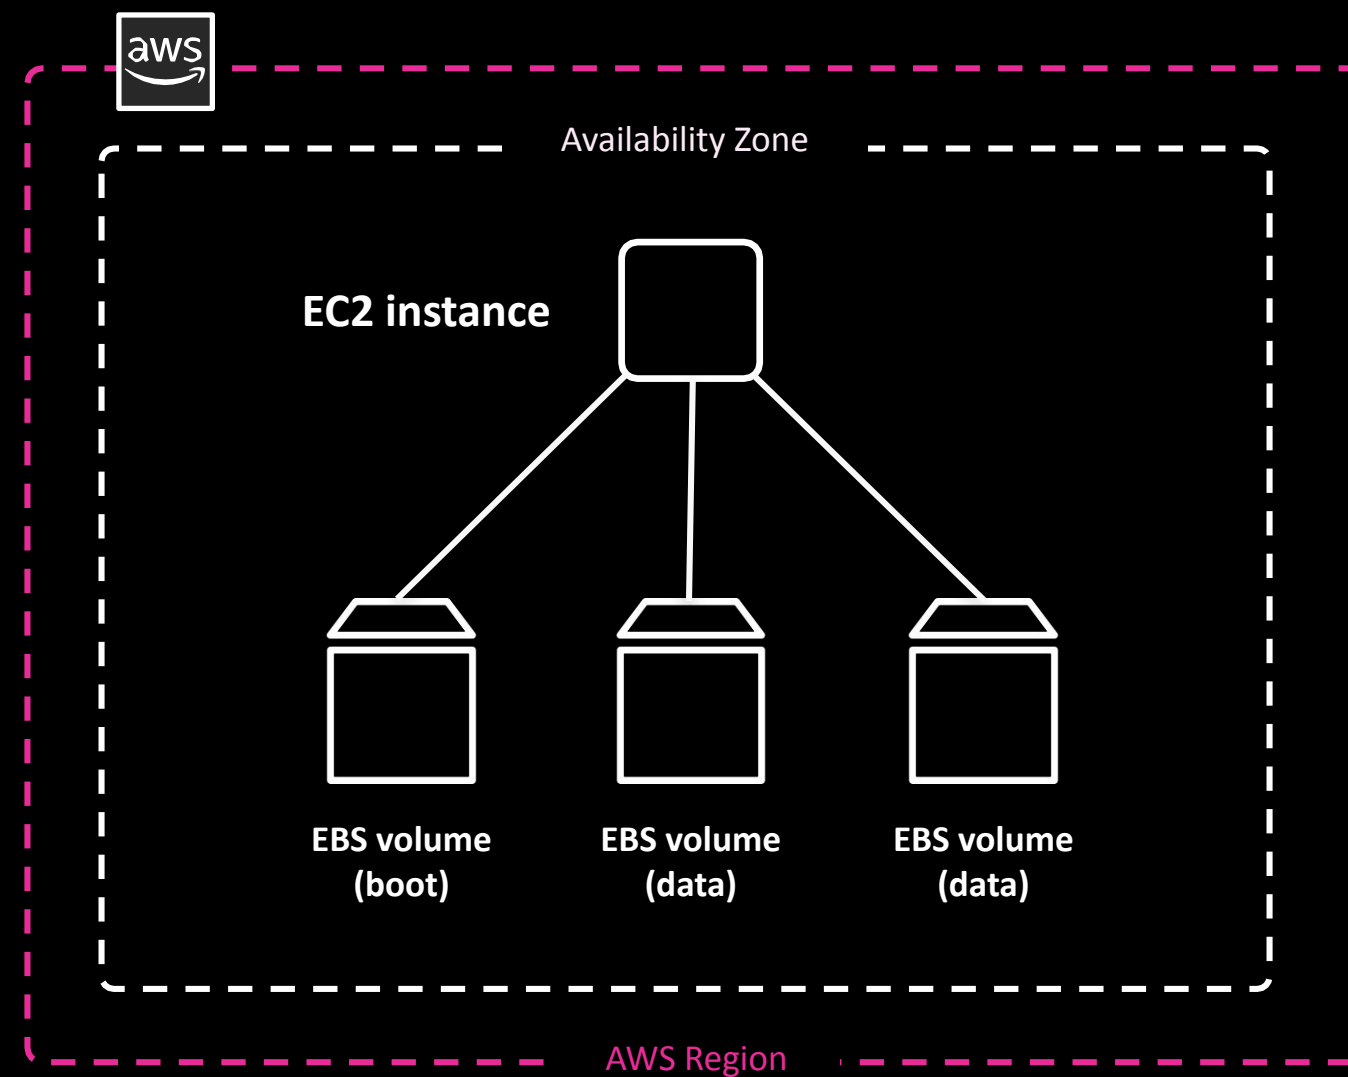 aws
Availability Zone
EC2 instance
EBS volume
(boot)
EBS volume
(data)
EBS volume
(data)
AWS Region